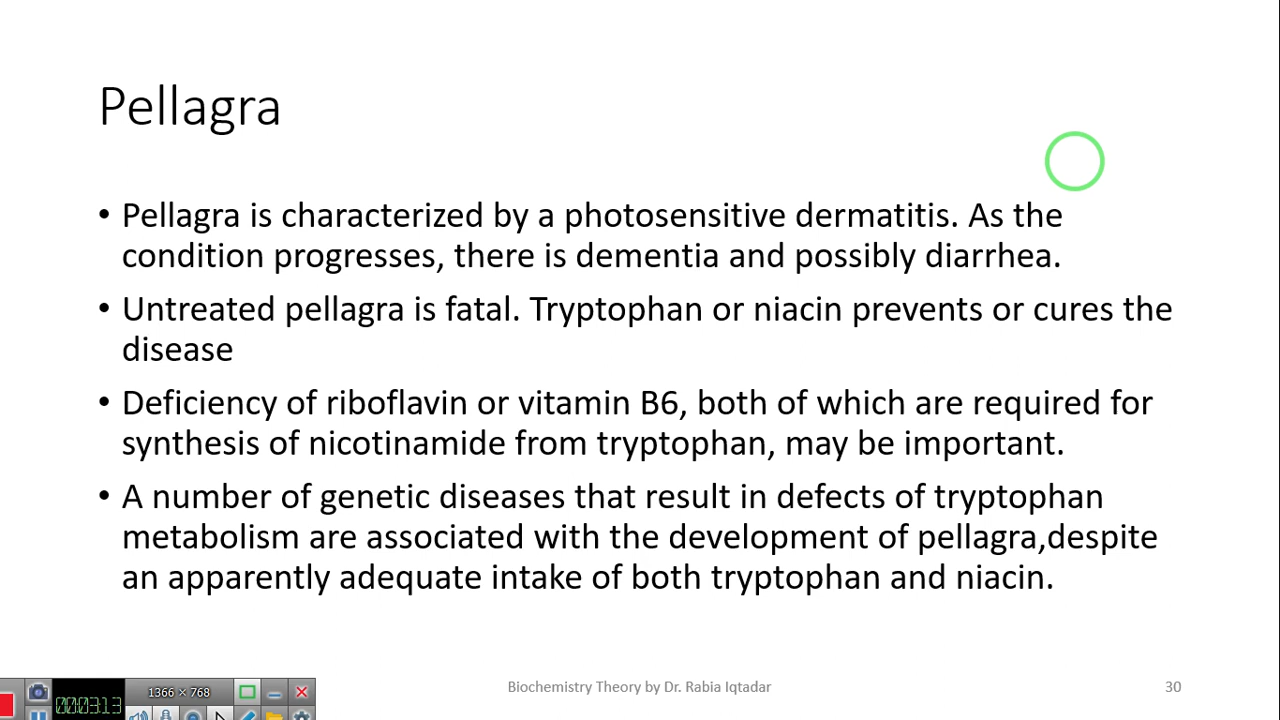 Pellagra
• Pellagra is characterized by a photosensitive dermatitis. As the
condition progresses, there is dementia and possibly diarrhea.
• Untreated pellagra is fatal. Tryptophan or niacin prevents or cures the
disease
• Deficiency of riboflavin or vitamin B6, both of which are required for
synthesis of nicotinamide from tryptophan, may be important.
• A number of genetic diseases that result in defects of tryptophan
metabolism are associated with the development of pellagra,despite
an apparently adequate intake of both tryptophan and niacin.
Biochemistry Theory by Dr. Rabia Iqtadar
30
1366 × 768
000313